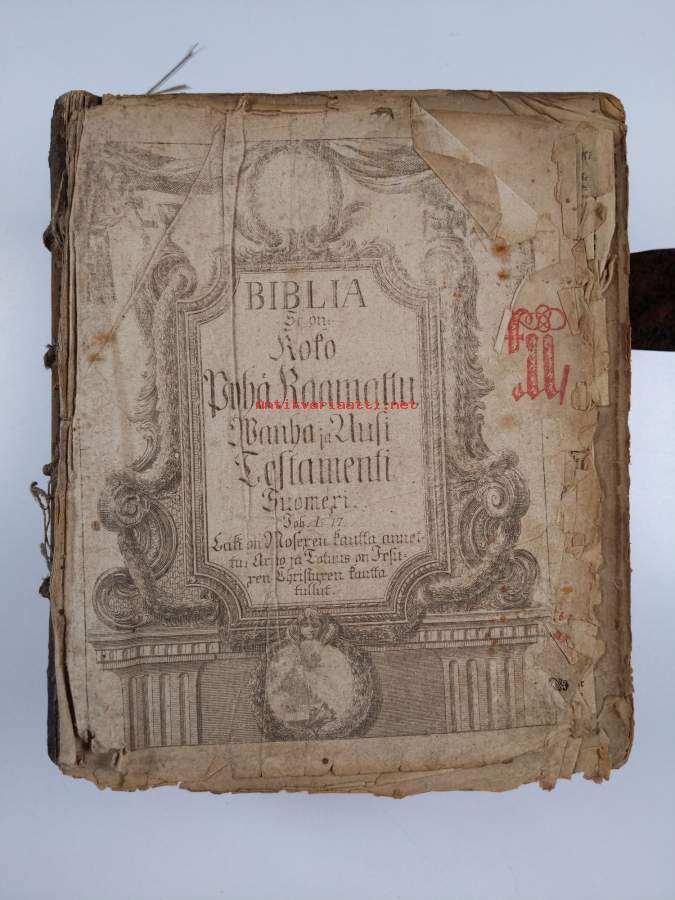 BIBLIA
Se on:
Koko
Pyhä Raamattu
Antikvariaatti.net
Wanha ja Uusi
Testamenti
Suomexi.
Joh. 1: 17.
Laki on Mosexen kautta annet-
tu: Armo ja Totuus on Jesu-
xen Christuxen kautta
tullut.